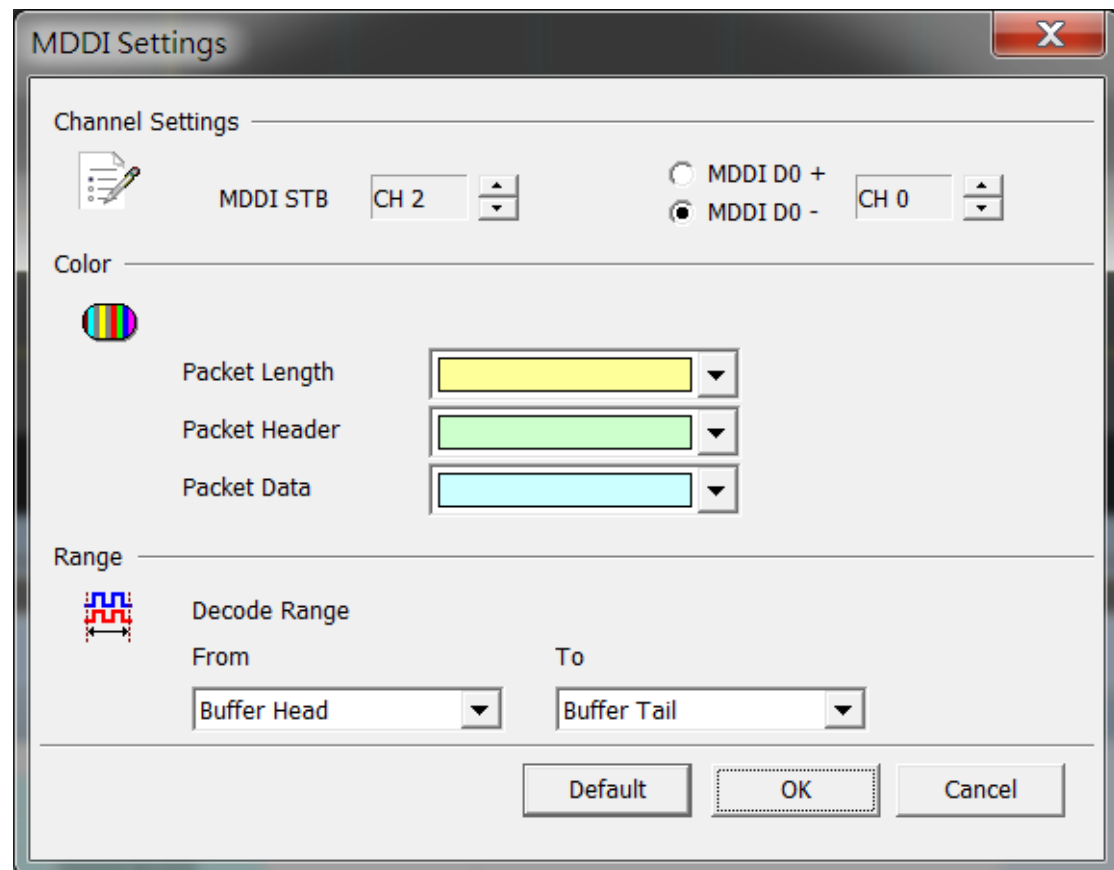 MDDI Settings
Channel Settings
MDDI STB
CH 2
MDDI D0 +
MDDI D0 -
CH 0
Color
Packet Length
Packet Header
Packet Data
Range
Decode Range
From
To
Buffer Head
Buffer Tail
Default
OK
Cancel